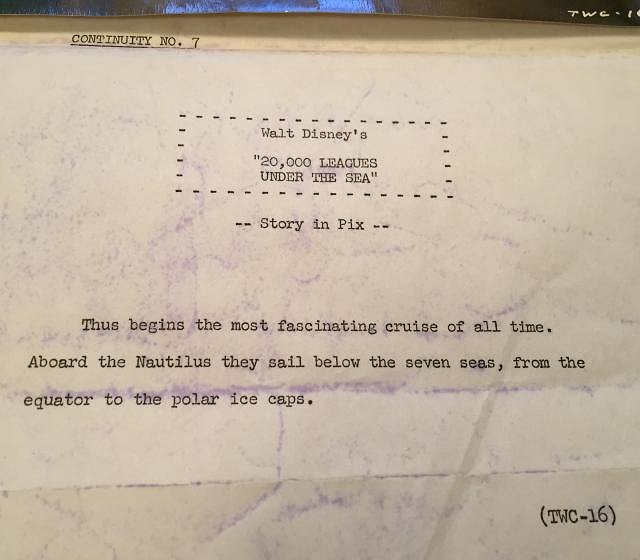 TWC-16
CONTINUITY NO. 7
Walt Disney's
"20,000 LEAGUES
UNDER THE SEA"
-- Story in Pix --
Thus begins the most fascinating cruise of all time.
Aboard the Nautilus they sail below the seven seas, from the
equator to the polar ice caps.
(TWC-16)